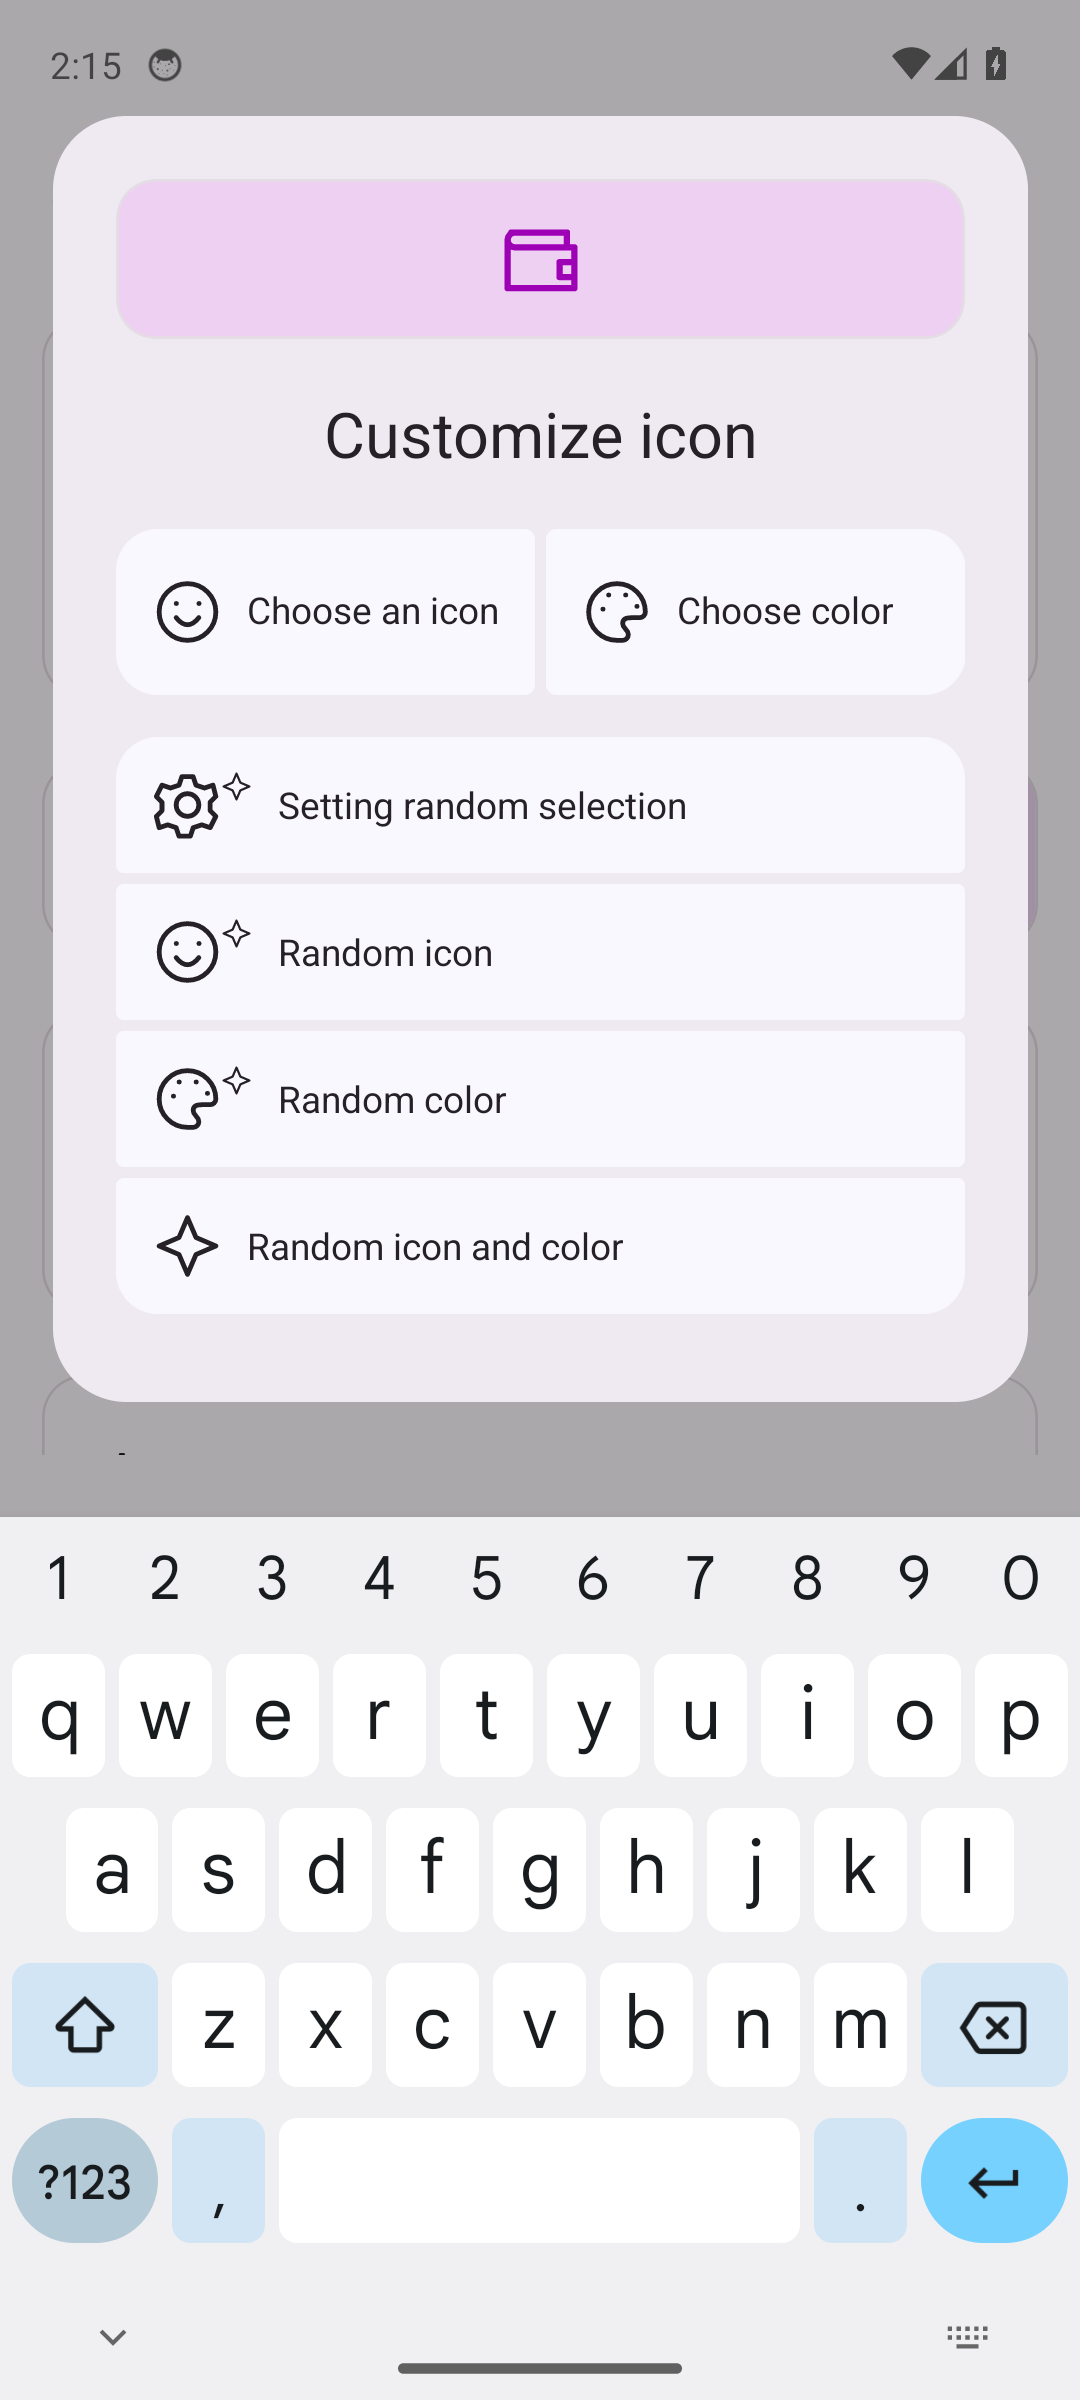 2:15
Customize icon
Choose an icon
Choose color
Setting random selection
Random icon
Random color
Random icon and color
1 2 3 4 5 6 7 8 9 0
q w e r t y u i o p
a s d f g h j k l
z x c v b n m
?123 , .